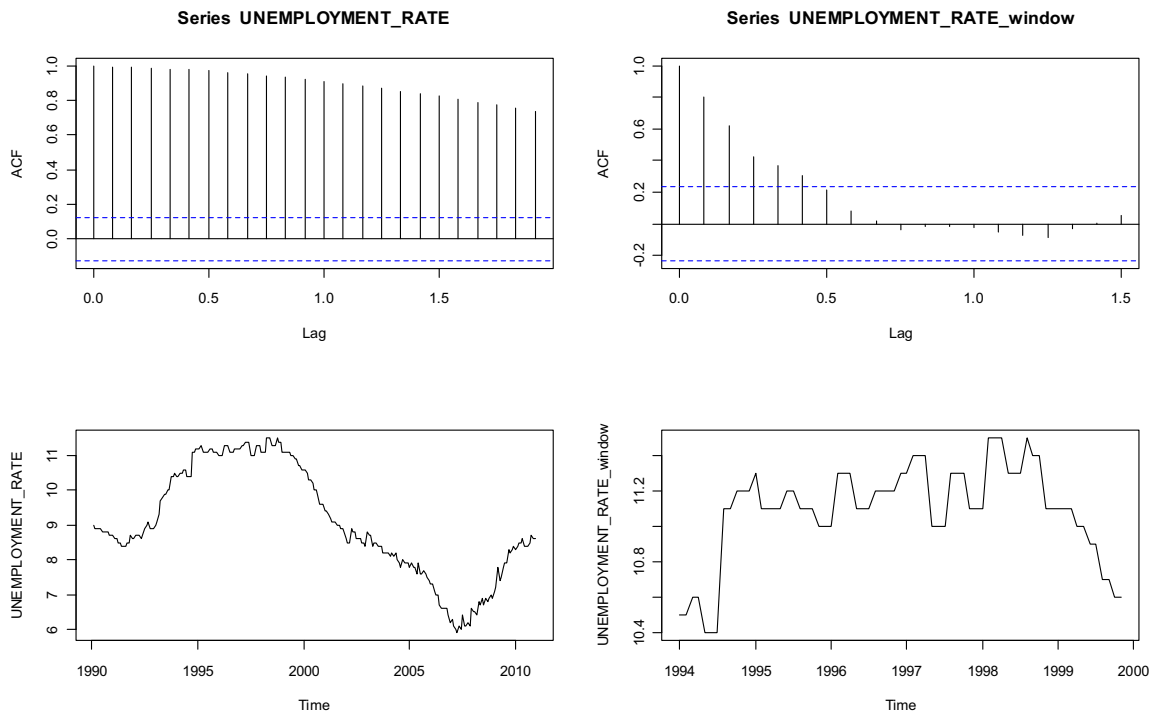 Series UNEMPLOYMENT_RATE
ACF
1.0
0.8
0.6
0.4
0.2
0.0
0.0 0.5 1.0 1.5
Lag
Series UNEMPLOYMENT_RATE_window
ACF
1.0
0.6
0.2
-0.2
0.0 0.5 1.0 1.5
Lag
UNEMPLOYMENT_RATE
11
10
9
8
7
6
1990 1995 2000 2005 2010
Time
UNEMPLOYMENT_RATE_window
11.2
10.8
10.4
1994 1995 1996 1997 1998 1999 2000
Time